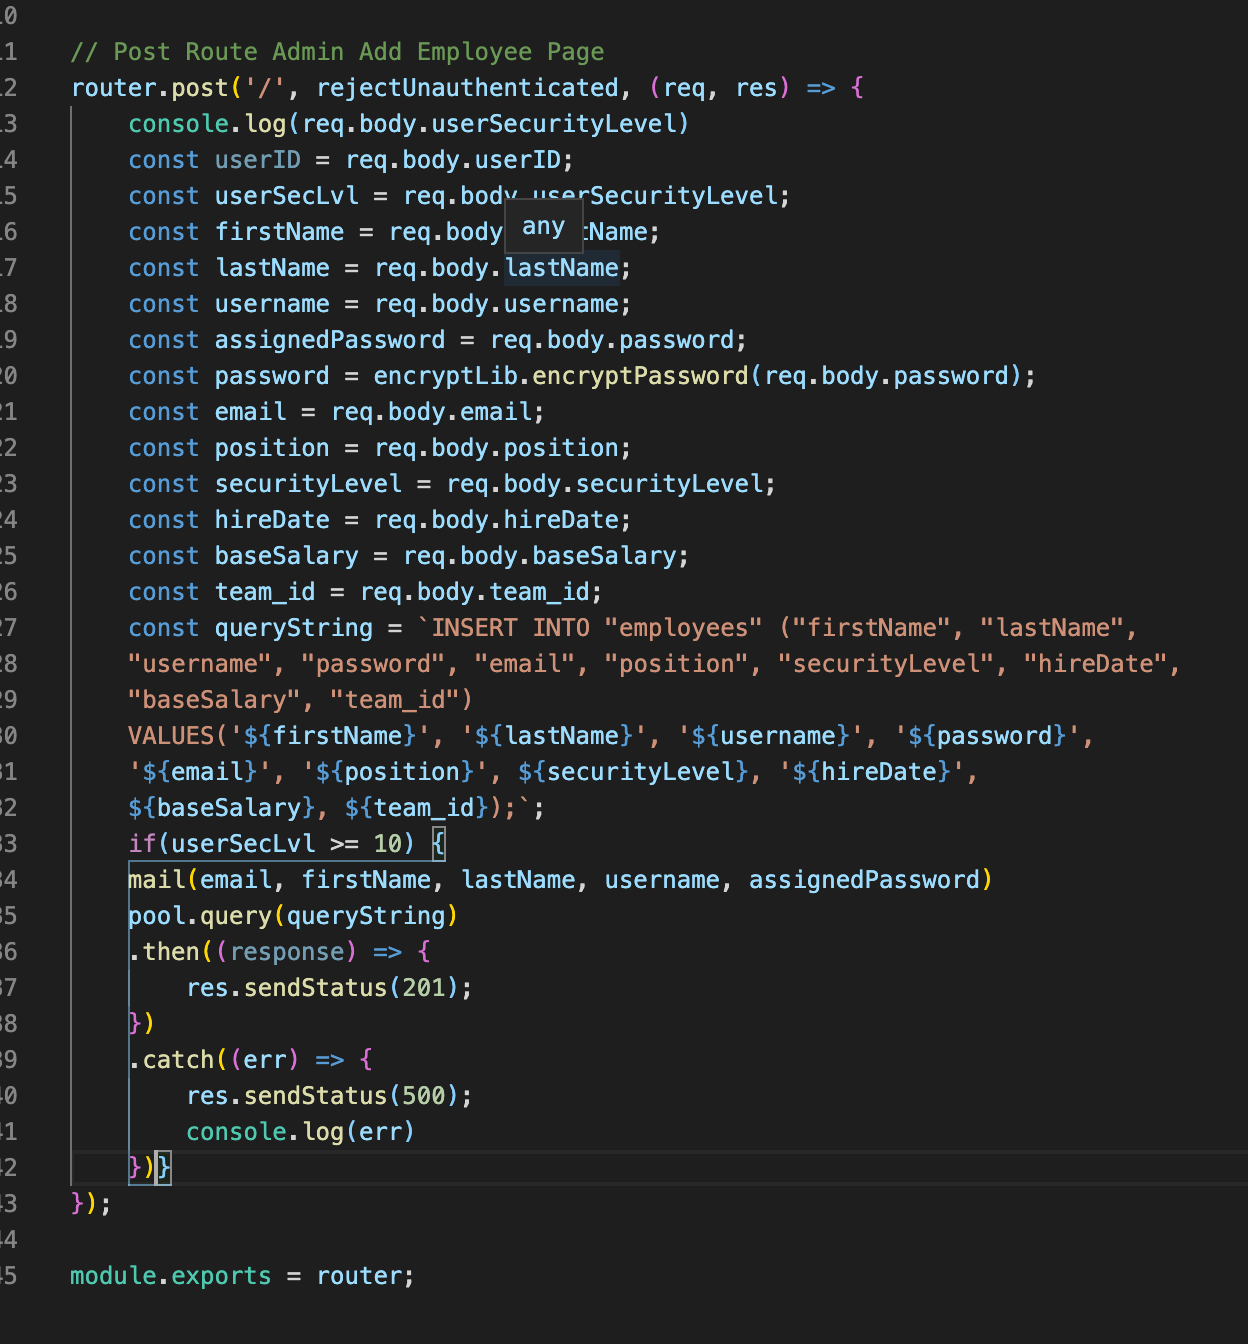 10
11 // Post Route Admin Add Employee Page
12 router.post('/', rejectUnauthenticated, (req, res) => {
13 console.log(req.body.userSecurityLevel)
14 const userID = req.body.userID;
15 const userSecLvl = req.body.userSecurityLevel;
any
16 const firstName = req.body tName;
17 const lastName = req.body.lastName;
18 const username = req.body.username;
19 const assignedPassword = req.body.password;
20 const password = encryptLib.encryptPassword(req.body.password);
21 const email = req.body.email;
22 const position = req.body.position;
23 const securityLevel = req.body.securityLevel;
24 const hireDate = req.body.hireDate;
25 const baseSalary = req.body.baseSalary;
26 const team_id = req.body.team_id;
27 const queryString = `INSERT INTO "employees" ("firstName", "lastName",
28 "username", "password", "email", "position", "securityLevel", "hireDate",
29 "baseSalary", "team_id")
30 VALUES('${firstName}', '${lastName}', '${username}', '${password}',
31 '${email}', '${position}', ${securityLevel}, '${hireDate}',
32 ${baseSalary}, ${team_id});`;
33 if(userSecLvl >= 10) {
34 mail(email, firstName, lastName, username, assignedPassword)
35 pool.query(queryString)
36 .then((response) => {
37 res.sendStatus(201);
38 })
39 .catch((err) => {
40 res.sendStatus(500);
41 console.log(err)
42 })}
43 });
44
45 module.exports = router;